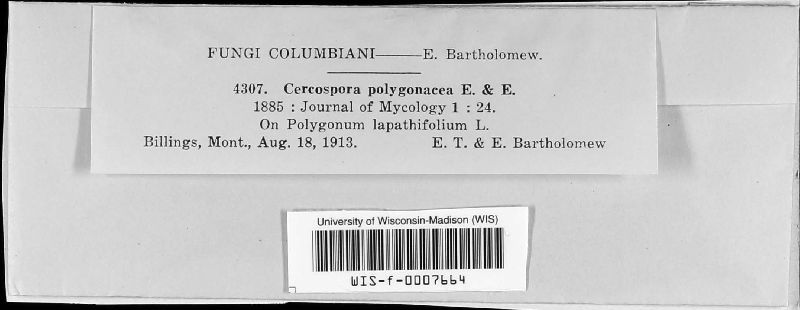 FUNGI COLUMBIANI——E. Bartholomew.
4307. Cercospora polygonacea E. & E.
1885 : Journal of Mycology 1 : 24.
On Polygonum lapathifolium L.
Billings, Mont., Aug. 18, 1913. E. T. & E. Bartholomew
University of Wisconsin-Madison (WIS)
WIS-f-0007664